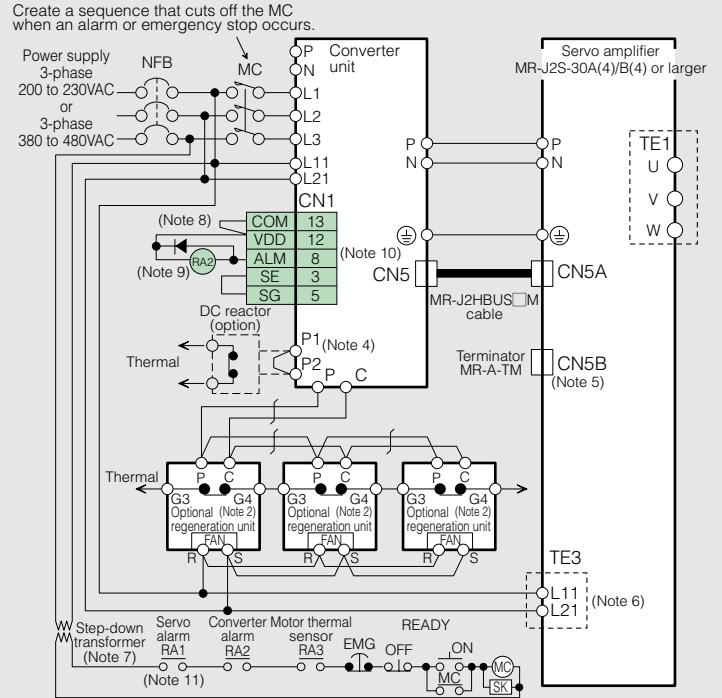 Create a sequence that cuts off the MC
when an alarm or emergency stop occurs.
Power supply
3-phase
200 to 230VAC
or
3-phase
380 to 480VAC
NFB
MC
P
N
L1
L2
L3
L11
L21
Converter
unit
Servo amplifier
MR-J2S-30A(4)/B(4) or larger
P
N
P
N
TE1
U
V
W
CN1
(Note 8)
COM 13
VDD 12
ALM 8
SE 3
SG 5
(Note 10)
RA2
(Note 9)
CN5
CN5A
MR-J2HBUS□M
cable
DC reactor
(option)
Thermal
P1
(Note 4)
P2
P C
Terminator
MR-A-TM
CN5B
(Note 5)
Thermal
P C
G3 G4
Optional (Note 2)
regeneration unit
FAN
R S
P C
G3 G4
Optional (Note 2)
regeneration unit
FAN
R S
P C
G3 G4
Optional (Note 2)
regeneration unit
FAN
R S
TE3
L11
L21
(Note 6)
Step-down
transformer
(Note 7)
Servo
alarm
RA1
(Note 11)
Converter
alarm
RA2
Motor thermal
sensor
RA3
EMG
OFF
READY
ON
MC
MC
SK